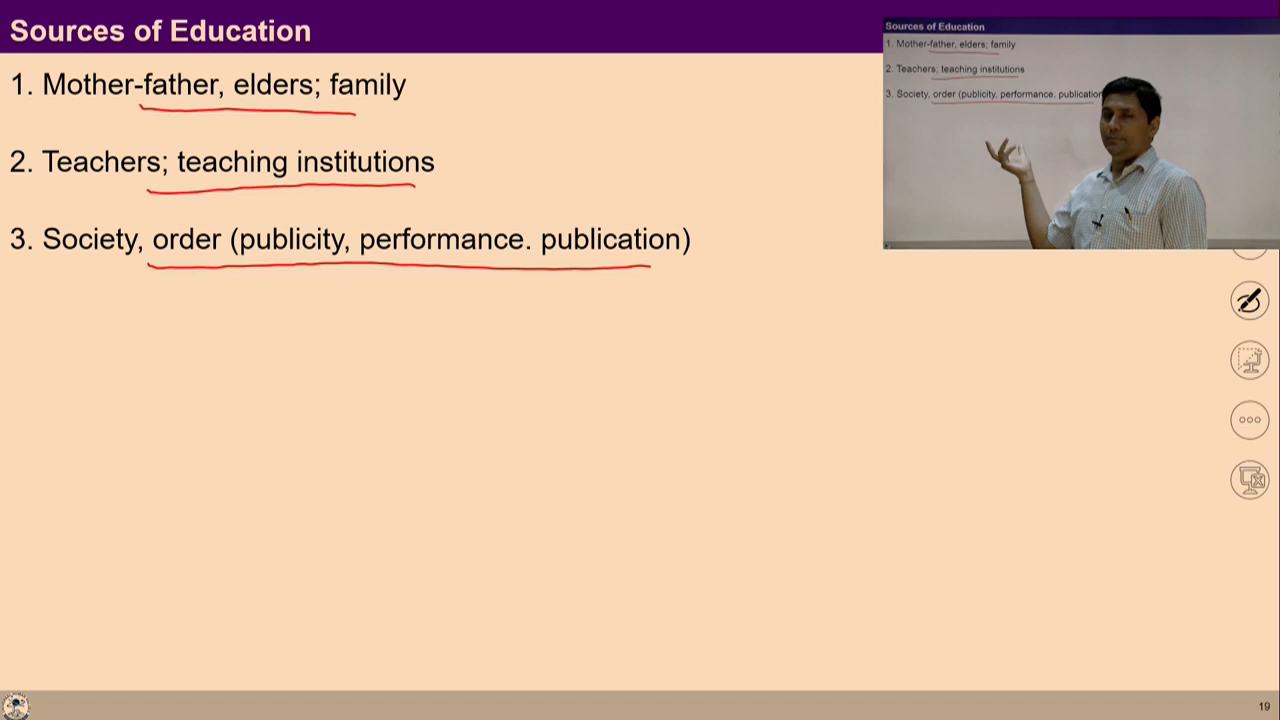 Sources of Education
1. Mother-father, elders; family
2. Teachers; teaching institutions
3. Society, order (publicity, performance. publication)
Sources of Education
1. Mother-father, elders; family
2. Teachers; teaching institutions
3. Society, order (publicity, performance. publication
19